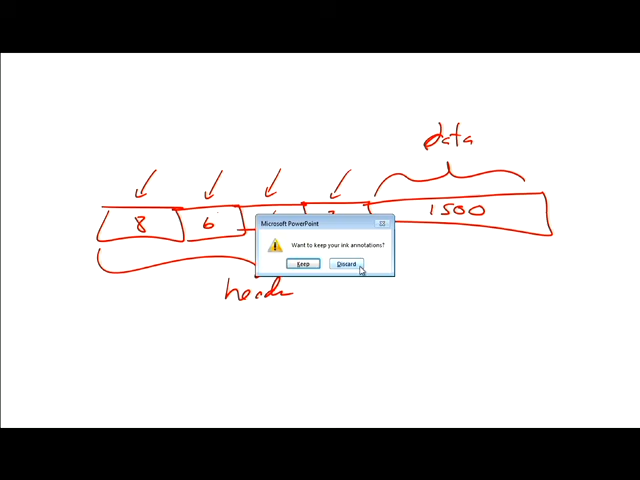 data
8 6 1500
Microsoft PowerPoint
Want to keep your ink annotations?
Keep Discard
header